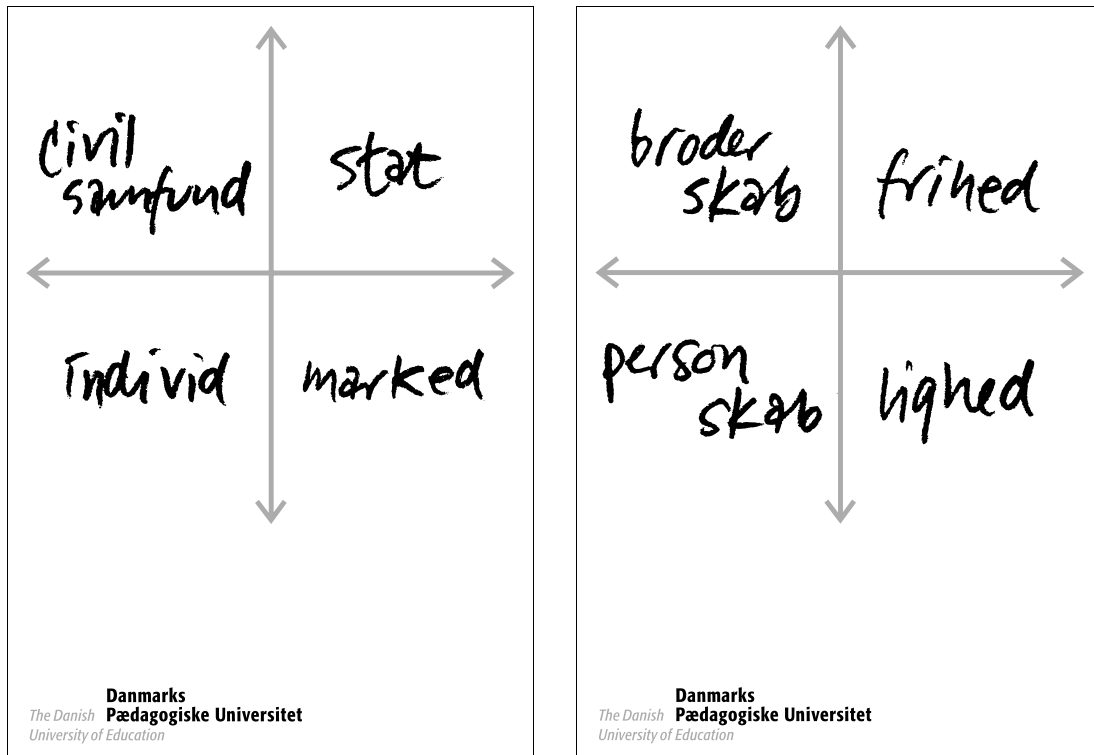 civil
samfund
stat
individ
marked
Danmarks
The Danish Pædagogiske Universitet
University of Education
broder
skab
frihed
person
skab
lighed
Danmarks
The Danish Pædagogiske Universitet
University of Education